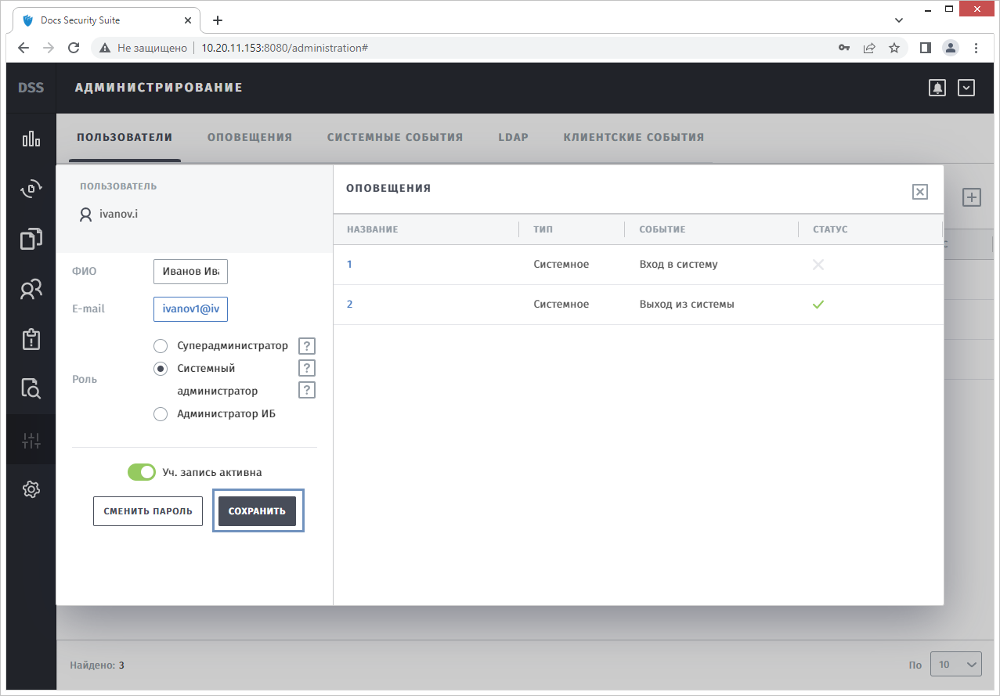 Docs Security Suite
Не защищено 10.20.11.153:8080/administration#
DSS АДМИНИСТРИРОВАНИЕ
ПОЛЬЗОВАТЕЛИ ОПОВЕЩЕНИЯ СИСТЕМНЫЕ СОБЫТИЯ LDAP КЛИЕНТСКИЕ СОБЫТИЯ
ПОЛЬЗОВАТЕЛЬ
ivanov.i
ФИО Иванов Ива
E-mail ivanov1@iv
Роль
Суперадминистратор ?
Системный ?
администратор ?
Администратор ИБ
Уч. запись активна
СМЕНИТЬ ПАРОЛЬ СОХРАНИТЬ
ОПОВЕЩЕНИЯ
НАЗВАНИЕ ТИП СОБЫТИЕ СТАТУС
1 Системное Вход в систему
2 Системное Выход из системы
Найдено: 3
По 10